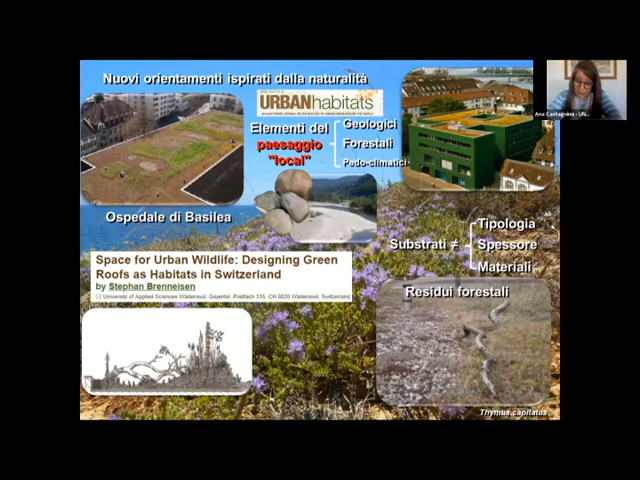 Nuovi orientamenti ispirati dalla naturalità
URBANhabitats
Elementi del
paesaggio
"local"
Geologici
Forestali
Pedo-climatici
Ospedale di Basilea
Substrati ≠
Tipologia
Spessore
Materiali
Space for Urban Wildlife: Designing Green
Roofs as Habitats in Switzerland
by Stephan Brenneisen
University of Applied Sciences Wädenswil, Grüental, Postfach 335, CH 8820 Wädenswil, Switzerland
Residui forestali
Thymus capitatus
Ana Castagnino - UN...